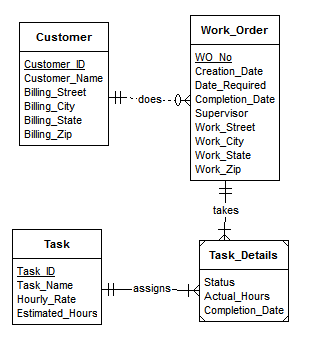 Customer
Customer_ID
Customer_Name
Billing_Street
Billing_City
Billing_State
Billing_Zip
does
Work_Order
WO_No
Creation_Date
Date_Required
Completion_Date
Supervisor
Work_Street
Work_City
Work_State
Work_Zip
takes
Task
Task_ID
Task_Name
Hourly_Rate
Estimated_Hours
assigns
Task_Details
Status
Actual_Hours
Completion_Date